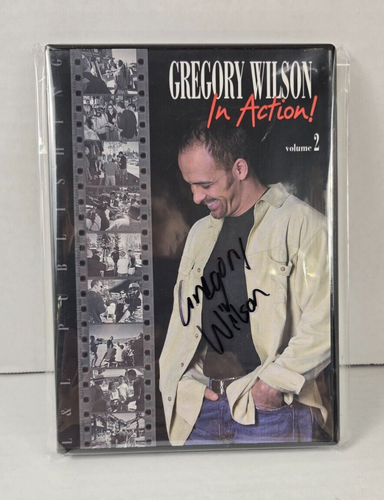 GREGORY WILSON
In Action!
volume 2
Gregory
Wilson
L&L PUBLISHING